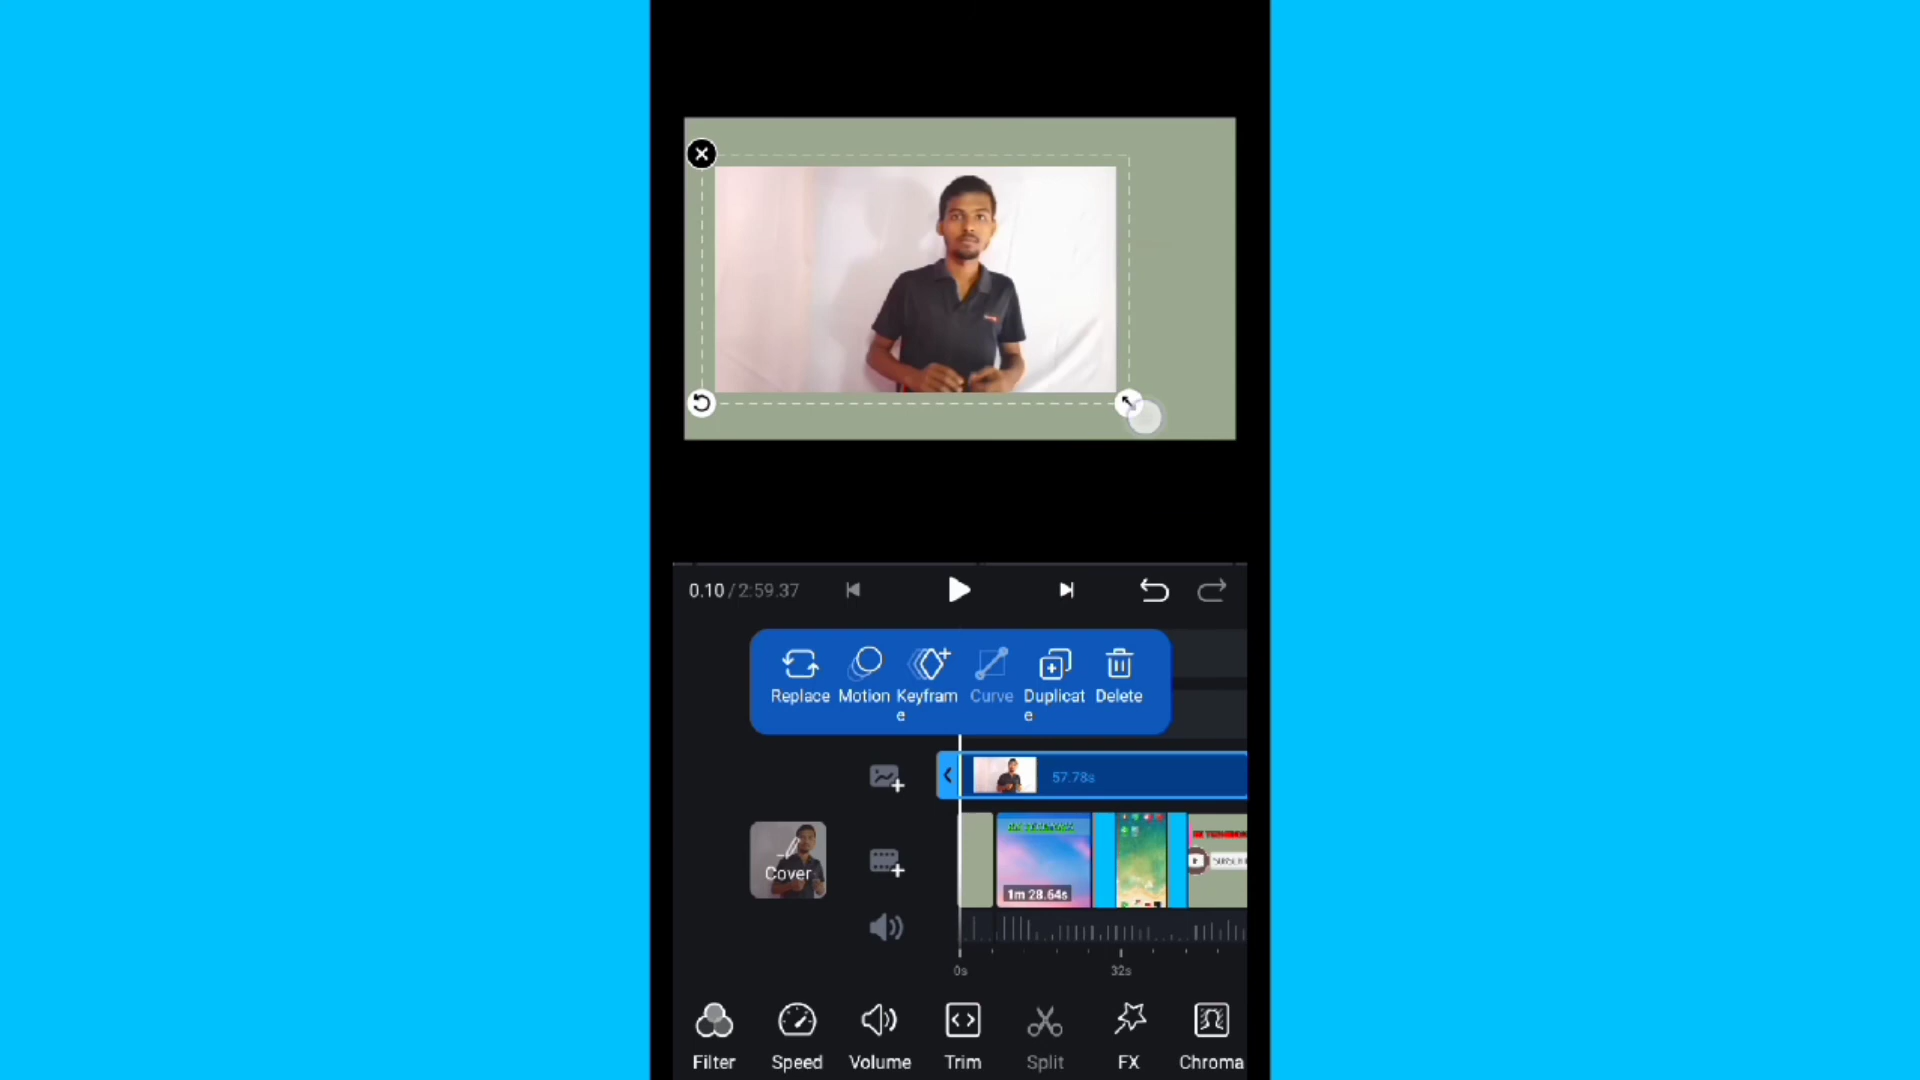 0.10 / 2:59.37
Replace Motion Keyfram Curve Duplicat Delete
e e
57.78s
Cover
1m 28.64s
0s 32s
Filter Speed Volume Trim Split FX Chroma